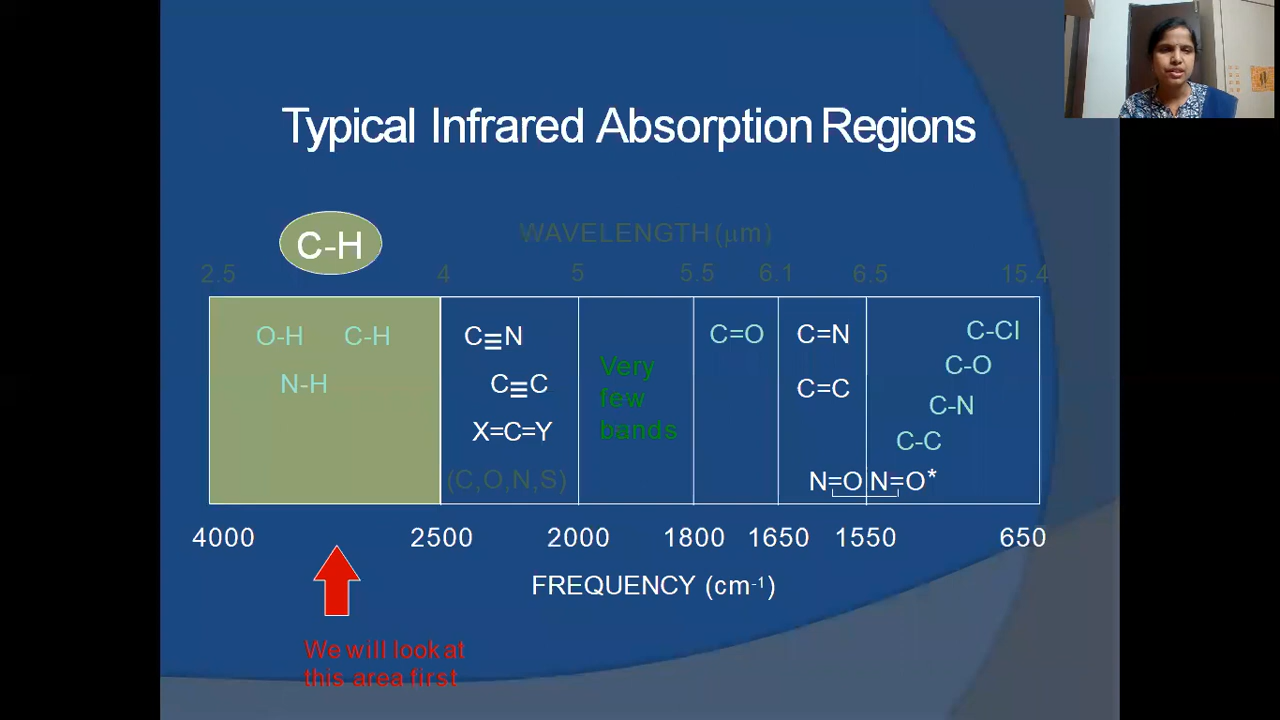 Typical Infrared Absorption Regions
C-H
WAVELENGTH (μm)
2.5 4 5 5.5 6.1 6.5 15.4
O-H C-H
N-H
C≡N
C≡C
X=C=Y
(C,O,N,S)
Very
few
bands
C=O
C=N
C=C
N=O N=O*
C-Cl
C-O
C-N
C-C
4000 2500 2000 1800 1650 1550 650
FREQUENCY (cm-1)
We will look at
this area first